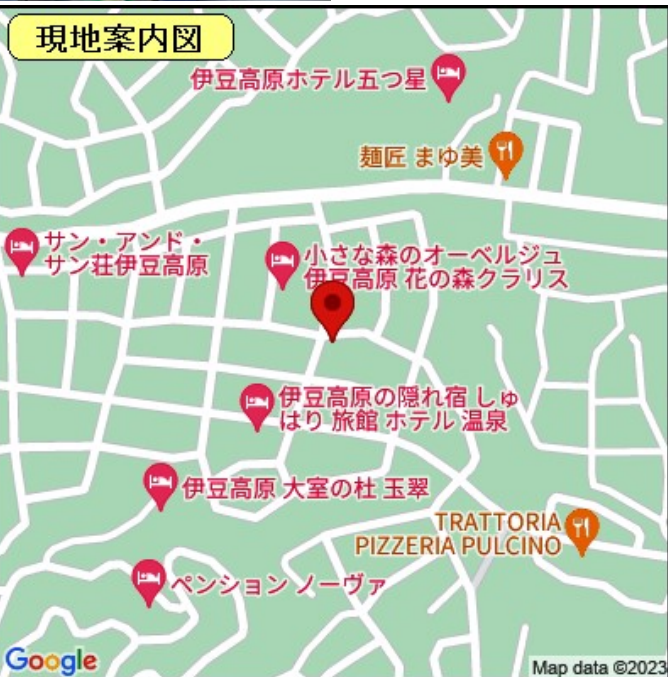 現地案内図
伊豆高原ホテル五つ星
麺匠 まゆ美
サン・アンド・
サン荘伊豆高原
小さな森のオーベルジュ
伊豆高原 花の森クラリス
伊豆高原の隠れ宿 しゅ
はり 旅館 ホテル 温泉
伊豆高原 大室の杜 玉翠
TRATTORIA
PIZZERIA PULCINO
ペンション ノーヴァ
Google
Map data ©2023